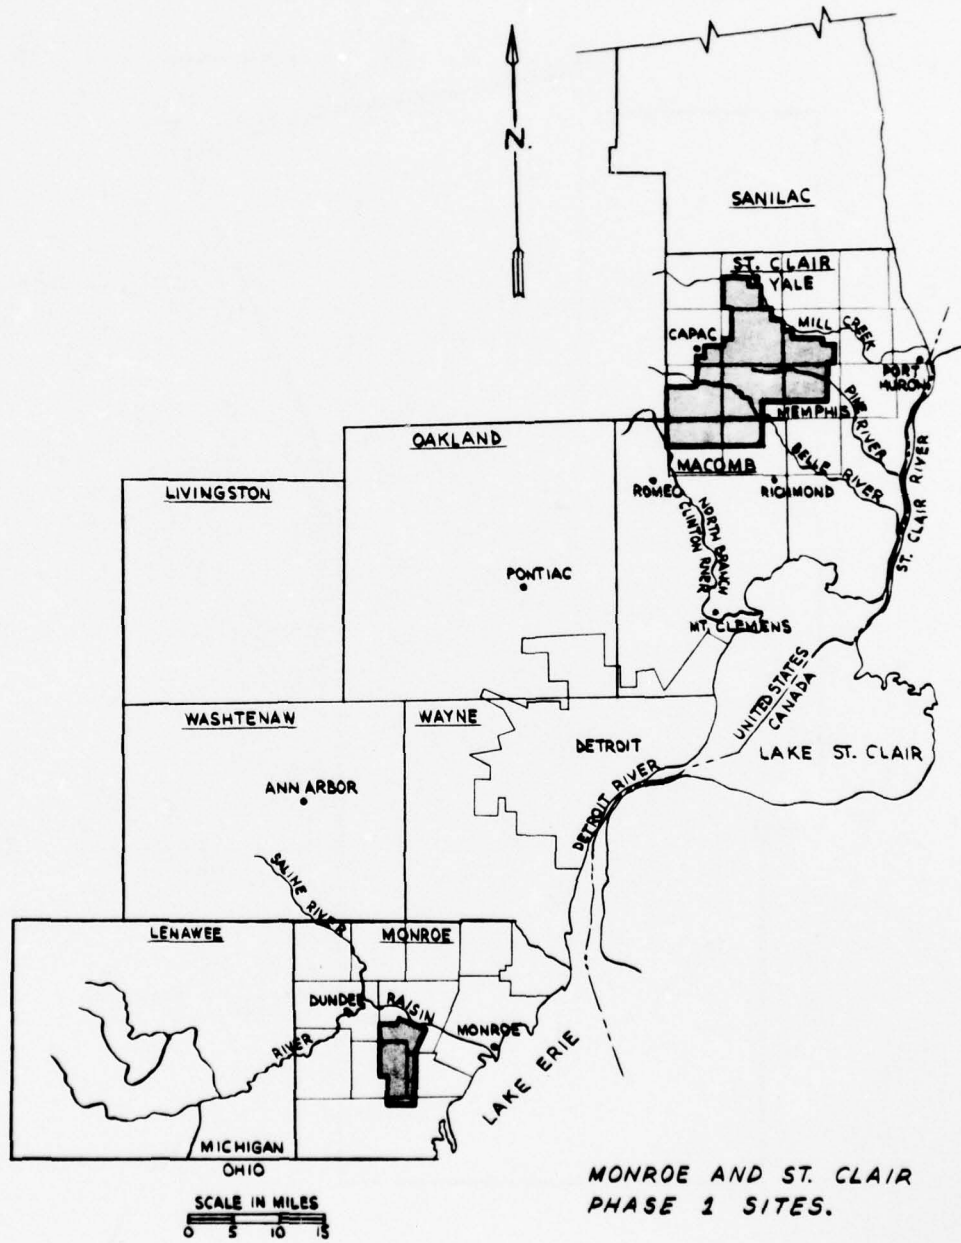 N.
SANILAC
ST. CLAIR
YALE
MILL CREEK
CAPAC
PORT HURON
MEMPHIS
PINE RIVER
OAKLAND
MACOMB
BELLE RIVER
LIVINGSTON
ROMEO
RICHMOND
ST. CLAIR RIVER
NORTH BRANCH
CLINTON RIVER
PONTIAC
MT. CLEMENS
UNITED STATES
CANADA
WASHTENAW
WAYNE
DETROIT
LAKE ST. CLAIR
ANN ARBOR
DETROIT RIVER
SALINE RIVER
LENAWEE
MONROE
DUNDEE
RAISIN
RIVER
MONROE
LAKE ERIE
MICHIGAN
OHIO
SCALE IN MILES
0 5 10 15
MONROE AND ST. CLAIR
PHASE 1 SITES.